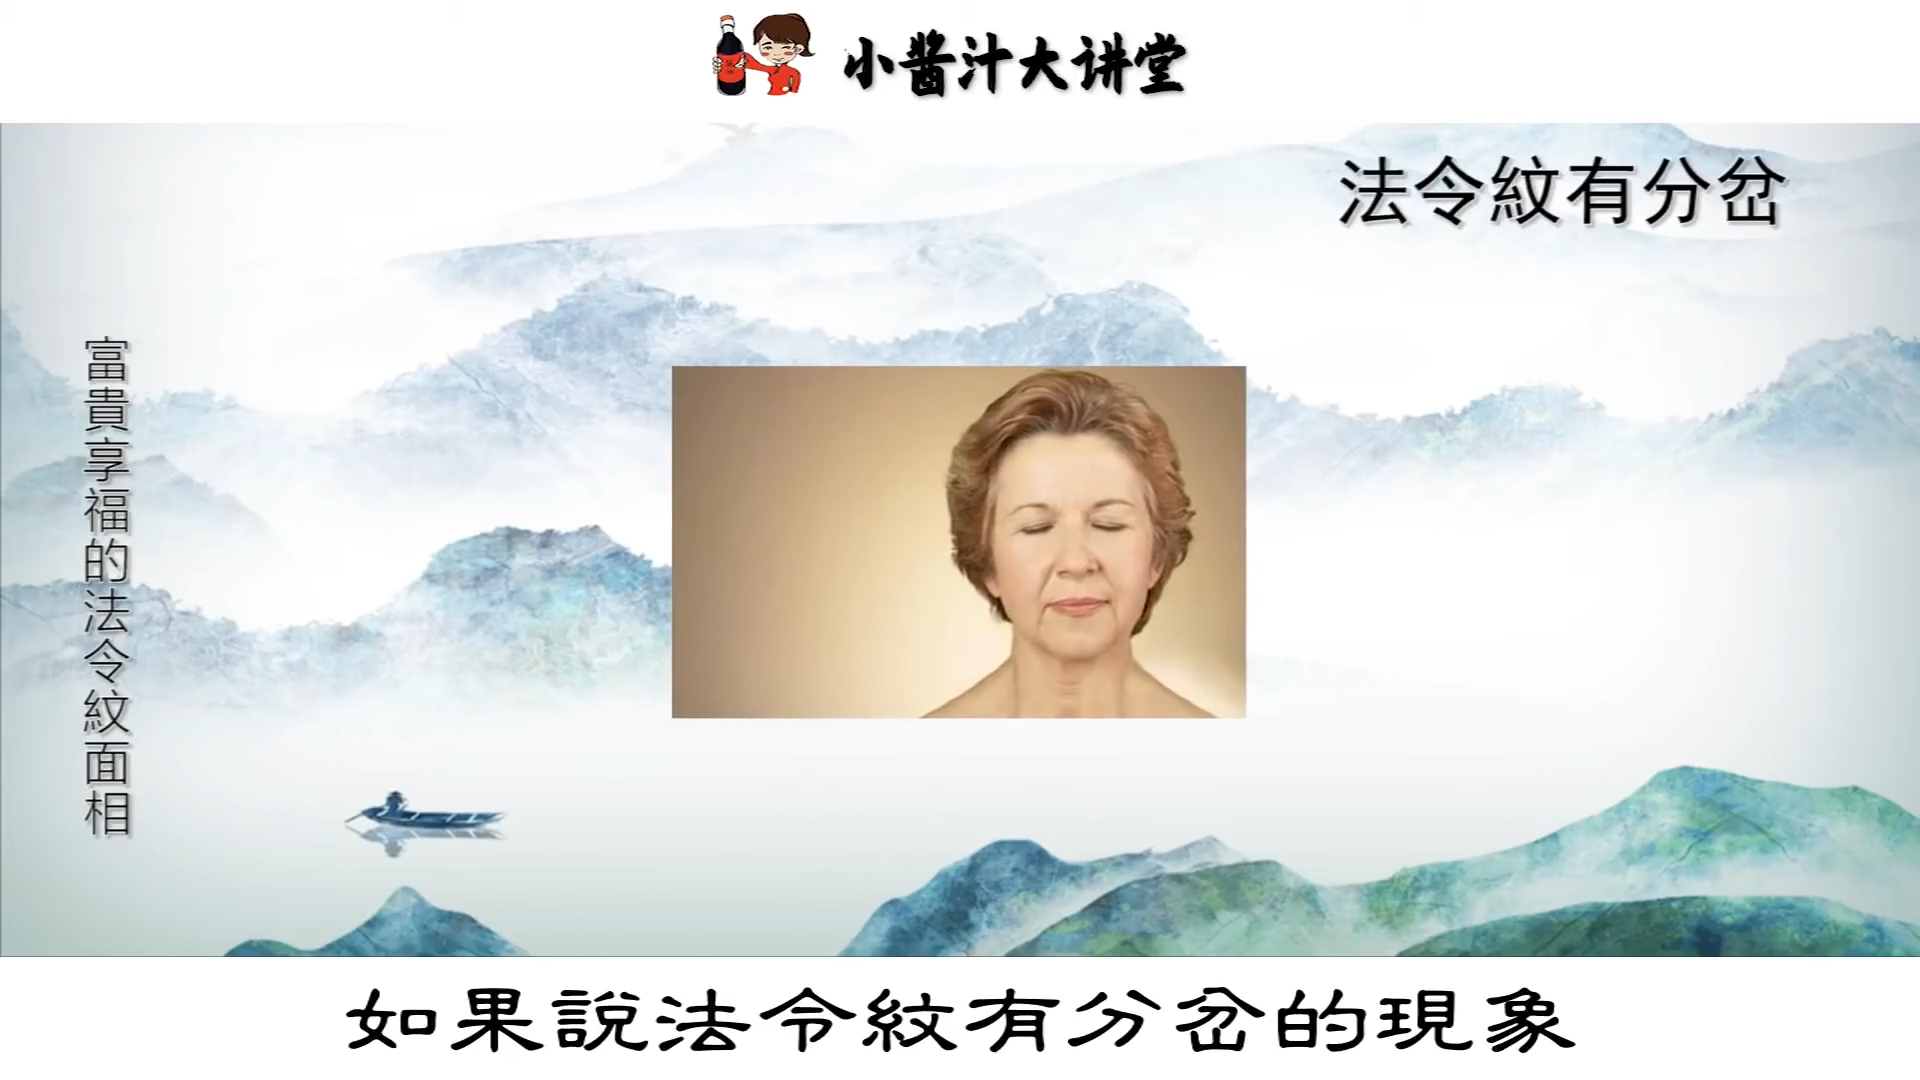 小酱汁大讲堂
法令紋有分岔
富貴享福的法令紋面相
如果說法令紋有分岔的現象